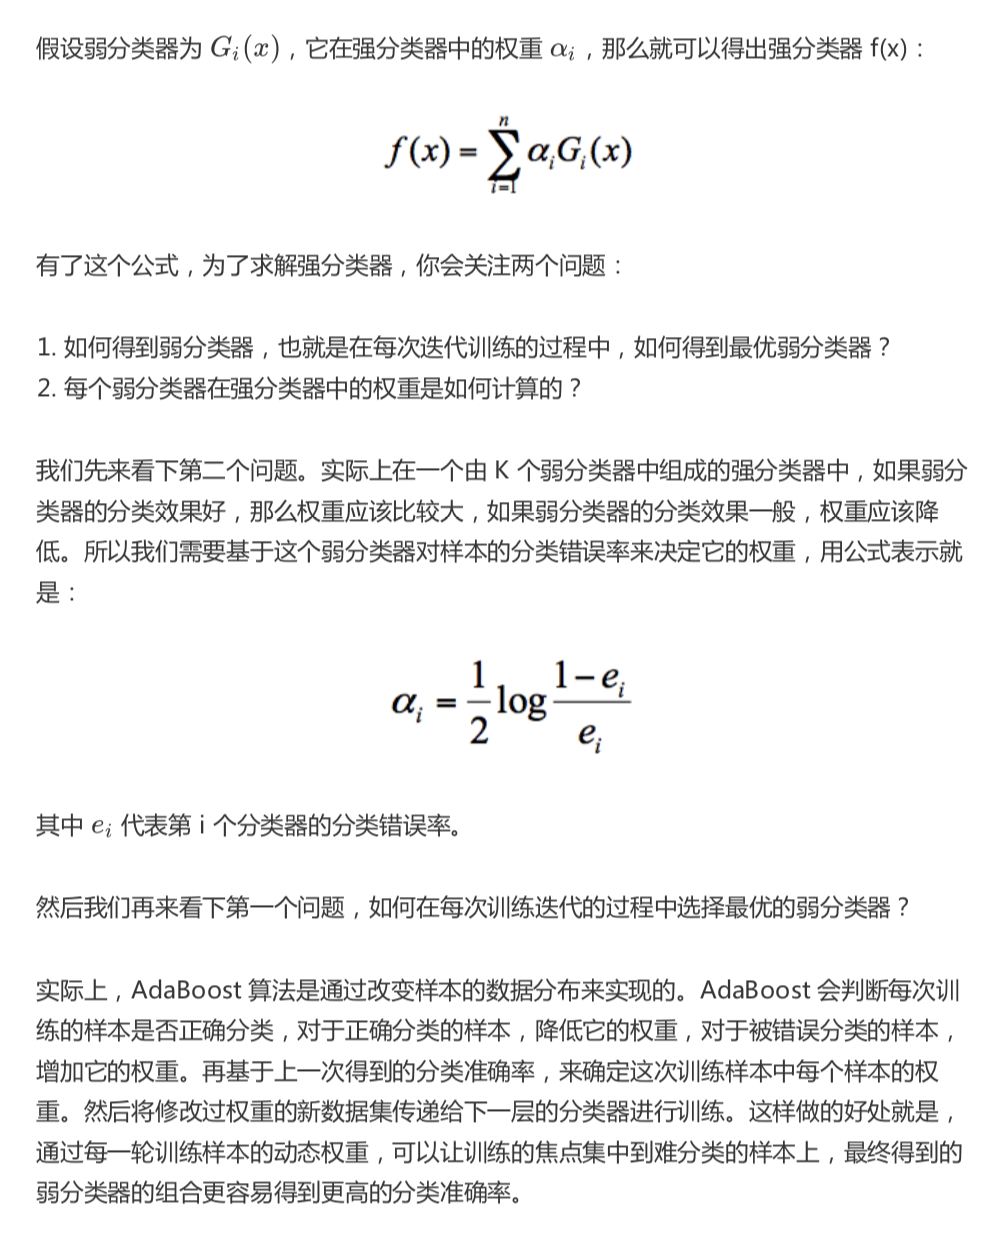 假设弱分类器为 Gᵢ(x)，它在强分类器中的权重 αᵢ，那么就可以得出强分类器 f(x)：
f(x) = ∑ⁿᵢ₌₁ αᵢGᵢ(x)
有了这个公式，为了求解强分类器，你会关注两个问题：
1. 如何得到弱分类器，也就是在每次迭代训练的过程中，如何得到最优弱分类器？
2. 每个弱分类器在强分类器中的权重是如何计算的？
我们先来看下第二个问题。实际上在一个由 K 个弱分类器中组成的强分类器中，如果弱分
类器的分类效果好，那么权重应该比较大，如果弱分类器的分类效果一般，权重应该降
低。所以我们需要基于这个弱分类器对样本的分类错误率来决定它的权重，用公式表示就
是：
αᵢ = 1/2 log (1−eᵢ)/eᵢ
其中 eᵢ 代表第 i 个分类器的分类错误率。
然后我们再来看下第一个问题，如何在每次训练迭代的过程中选择最优的弱分类器？
实际上，AdaBoost 算法是通过改变样本的数据分布来实现的。AdaBoost 会判断每次训
练的样本是否正确分类，对于正确分类的样本，降低它的权重，对于被错误分类的样本，
增加它的权重。再基于上一次得到的分类准确率，来确定这次训练样本中每个样本的权
重。然后将修改过权重的新数据集传递给下一层的分类器进行训练。这样做的好处就是，
通过每一轮训练样本的动态权重，可以让训练的焦点集中到难分类的样本上，最终得到的
弱分类器的组合更容易得到更高的分类准确率。